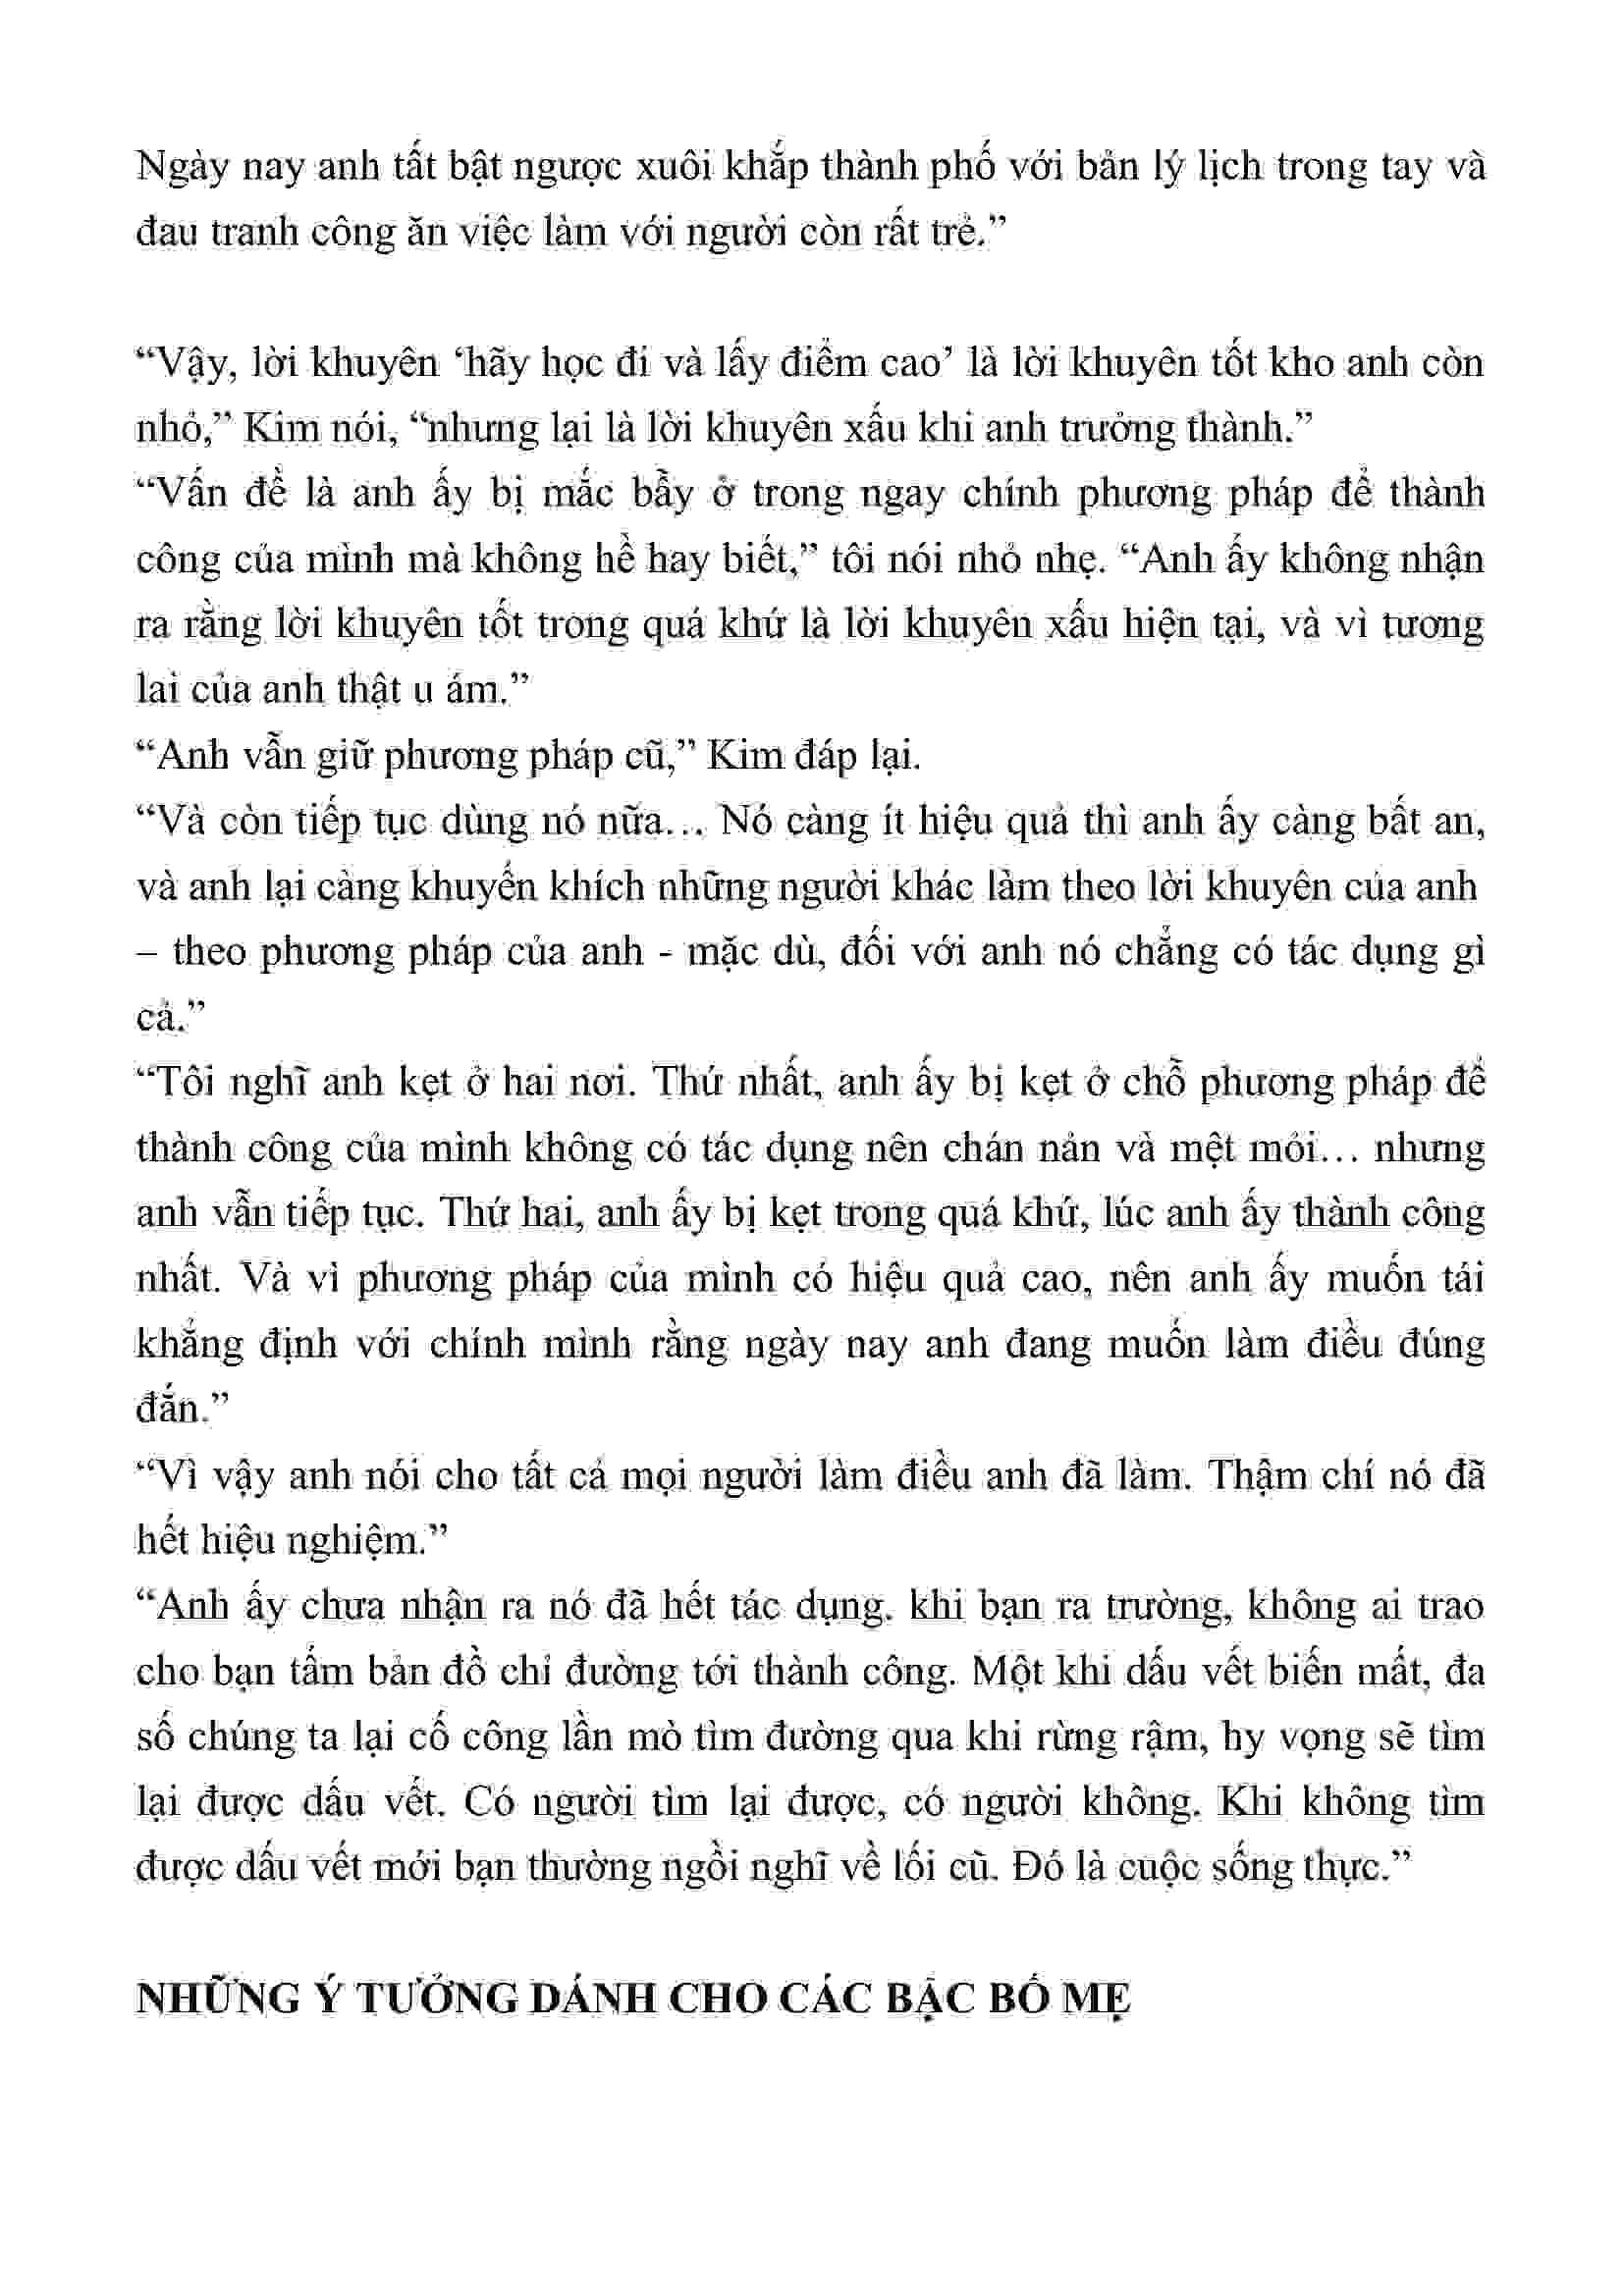 Ngày nay anh tất bật ngược xuôi khắp thành phố với bản lý lịch trong tay và
đau tranh công ăn việc làm với người còn rất trẻ.”
“Vậy, lời khuyên ‘hãy học đi và lấy điểm cao’ là lời khuyên tốt kho anh còn
nhỏ,” Kim nói, “nhưng lại là lời khuyên xấu khi anh trưởng thành.”
“Vấn đề là anh ấy bị mắc bẫy ở trong ngay chính phương pháp để thành
công của mình mà không hề hay biết,” tôi nói nhỏ nhẹ. “Anh ấy không nhận
ra rằng lời khuyên tốt trong quá khứ là lời khuyên xấu hiện tại, và vì tương
lai của anh thật u ám.”
“Anh vẫn giữ phương pháp cũ,” Kim đáp lại.
“Và còn tiếp tục dùng nó nữa… Nó càng ít hiệu quả thì anh ấy càng bất an,
và anh lại càng khuyến khích những người khác làm theo lời khuyên của anh
– theo phương pháp của anh - mặc dù, đối với anh nó chẳng có tác dụng gì
cả.”
“Tôi nghĩ anh kẹt ở hai nơi. Thứ nhất, anh ấy bị kẹt ở chỗ phương pháp để
thành công của mình không có tác dụng nên chán nản và mệt mỏi… nhưng
anh vẫn tiếp tục. Thứ hai, anh ấy bị kẹt trong quá khứ, lúc anh ấy thành công
nhất. Và vì phương pháp của mình có hiệu quả cao, nên anh ấy muốn tái
khẳng định với chính mình rằng ngày nay anh đang muốn làm điều đúng
đắn.”
“Vì vậy anh nói cho tất cả mọi người làm điều anh đã làm. Thậm chí nó đã
hết hiệu nghiệm.”
“Anh ấy chưa nhận ra nó đã hết tác dụng. khi bạn ra trường, không ai trao
cho bạn tấm bản đồ chỉ đường tới thành công. Một khi dấu vết biến mất, đa
số chúng ta lại cố công lần mò tìm đường qua khi rừng rậm, hy vọng sẽ tìm
lại được dấu vết. Có người tìm lại được, có người không. Khi không tìm
được dấu vết mới bạn thường ngồi nghĩ về lối cũ. Đó là cuộc sống thực.”
NHỮNG Ý TƯỞNG DÁNH CHO CÁC BẬC BỐ MẸ